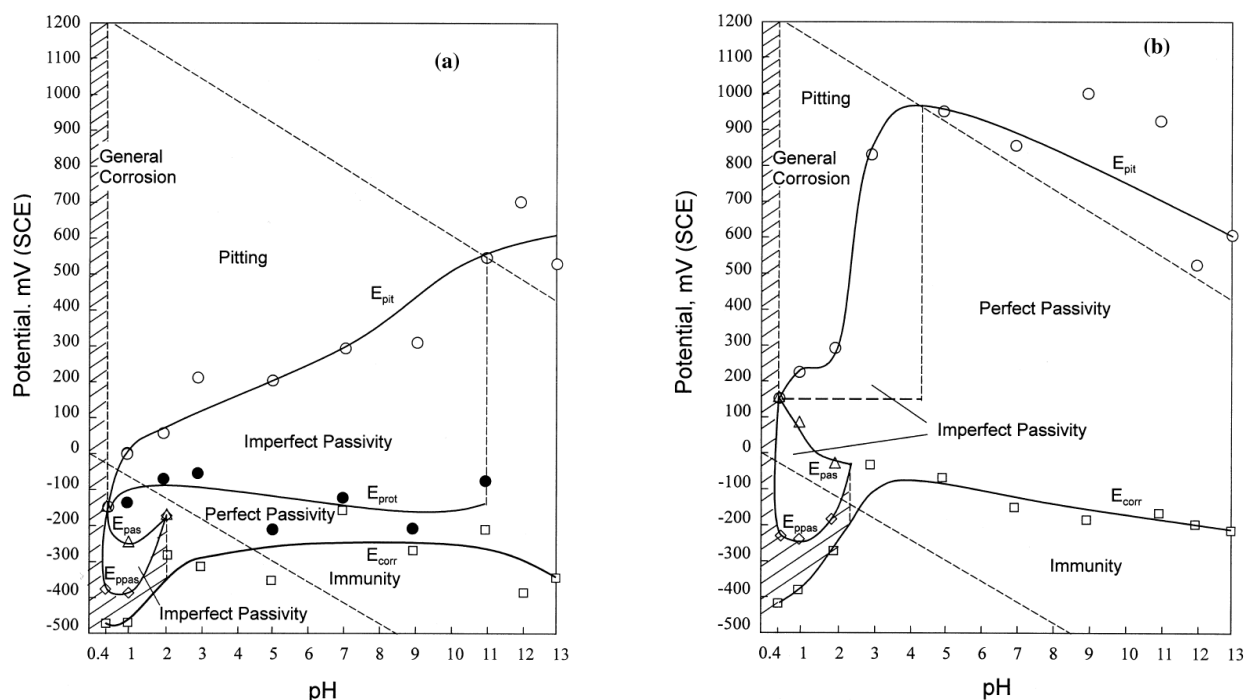 (a)
1200
1100
1000
900
800
700
600
500
400
300
200
100
0
-100
-200
-300
-400
-500
Potential. mV (SCE)
General
Corrosion
Pitting
E_pit
Imperfect Passivity
E_prot
Perfect Passivity
E_pas
E_corr
E_ppas
Immunity
Imperfect Passivity
0.4 1 2 3 4 5 6 7 8 9 10 11 12 13
pH
(b)
1200
1100
1000
900
800
700
600
500
400
300
200
100
0
-100
-200
-300
-400
-500
Potential, mV (SCE)
Pitting
General
Corrosion
E_pit
Perfect Passivity
Imperfect Passivity
E_pas
E_corr
E_ppas
Immunity
0.4 1 2 3 4 5 6 7 8 9 10 11 12 13
pH